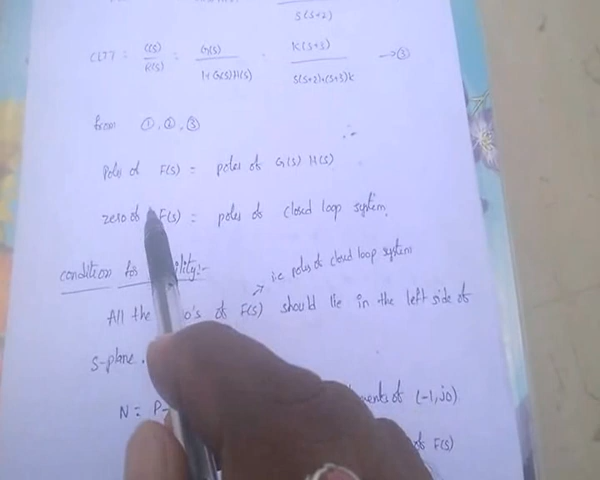 S(S+2)
CLTF = C(S)/R(S) = G(S)/1+G(S)H(S) = K(S+3)/S(S+2)+(S+3)K → ③
from ①, ②, ③
Poles of F(S) = poles of G(S) H(S)
zero of F(S) = poles of closed loop system.
→ i.e poles of closed loop system
condition for :-
All the of F(S) should lie in the left side of
S-plane.
N = P- of (-1, j0)
of F(S)